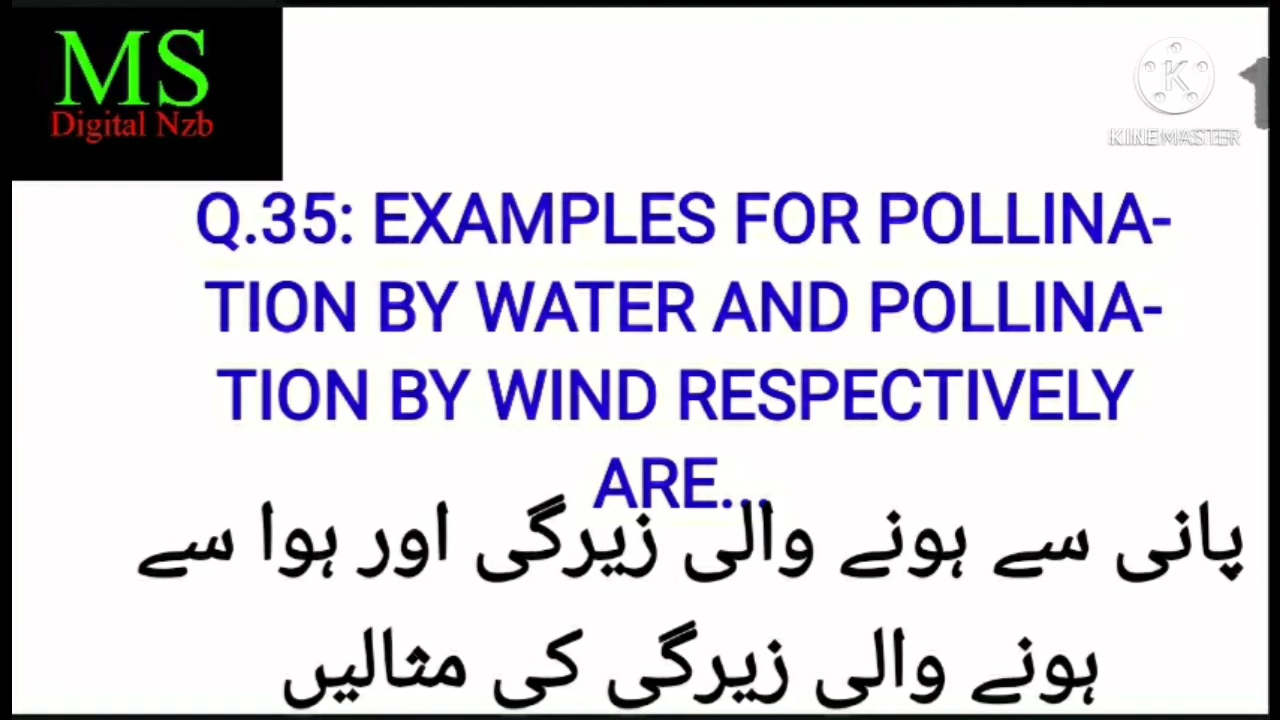 MS
Digital Nzb
KINEMASTER
Q.35: EXAMPLES FOR POLLINA-
TION BY WATER AND POLLINA-
TION BY WIND RESPECTIVELY
ARE...
پانی سے ہونے والی زیرگی اور ہوا سے
ہونے والی زیرگی کی مثالیں